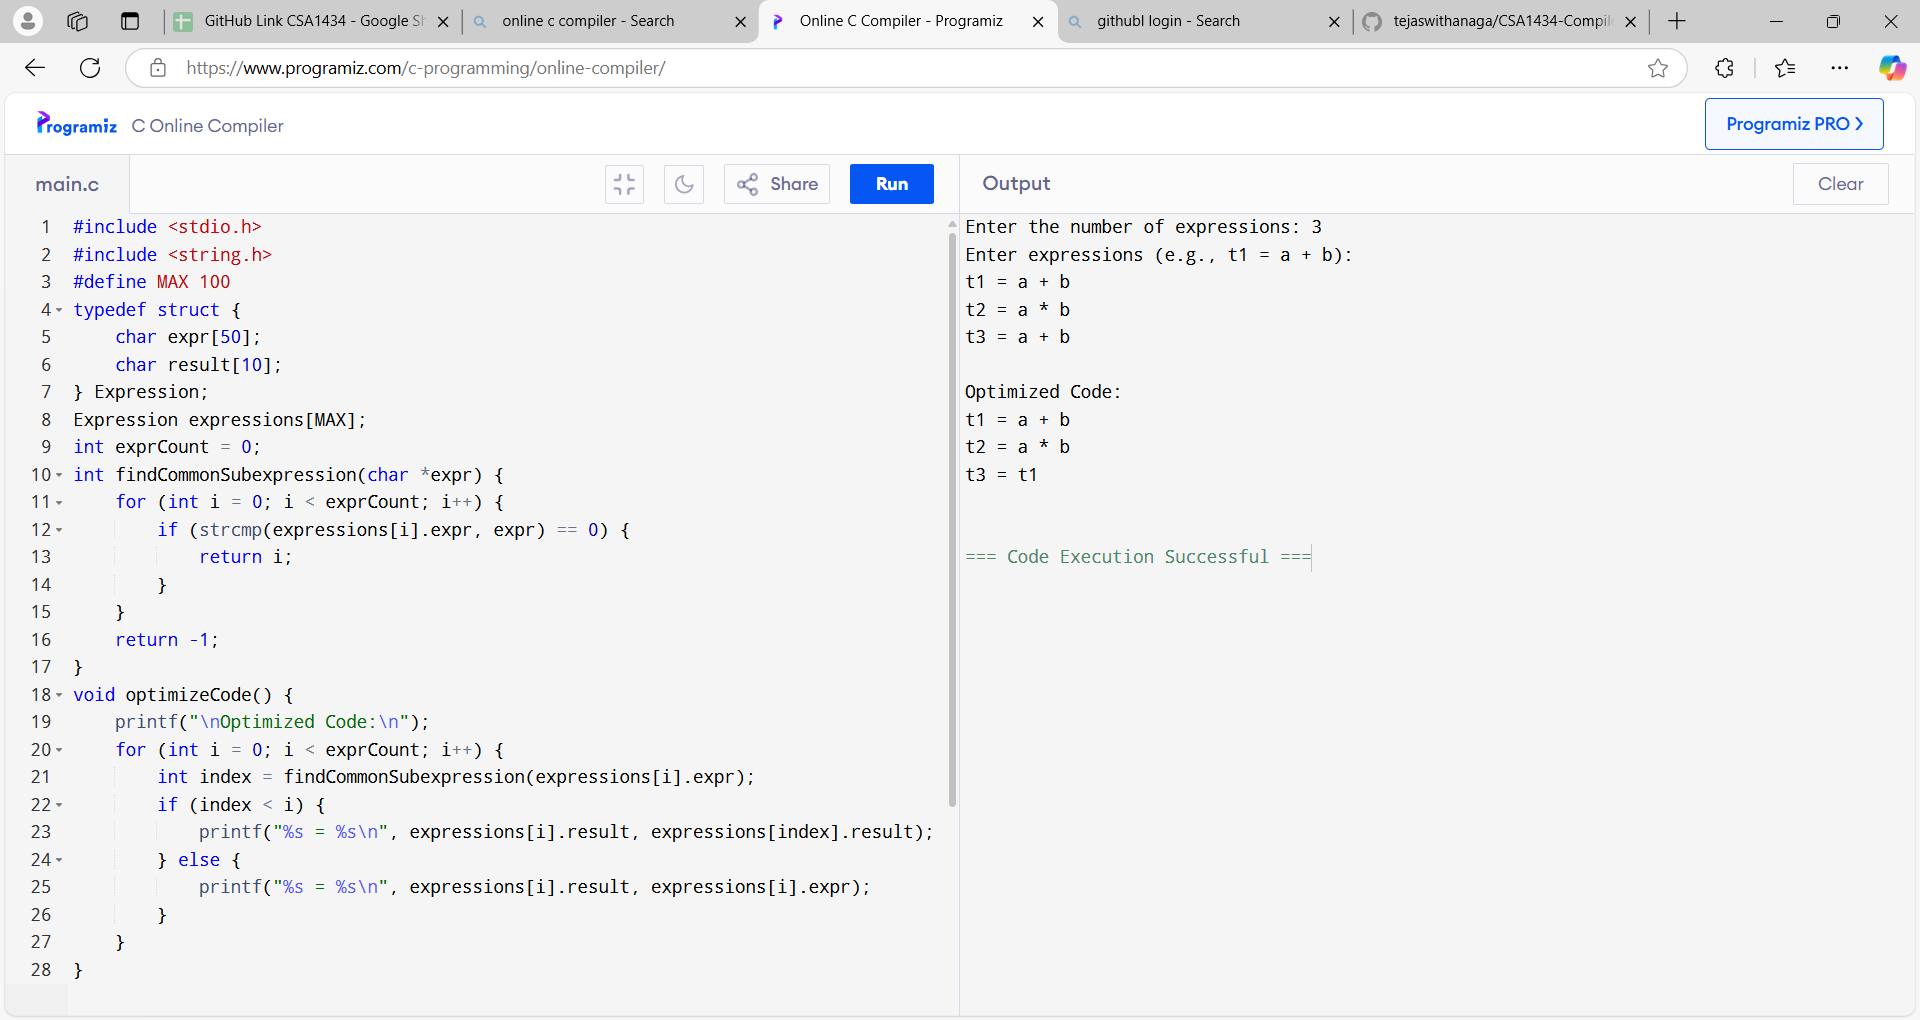 GitHub Link CSA1434 - Google Sh
online c compiler - Search
Online C Compiler - Programiz
githubl login - Search
tejaswithanaga/CSA1434-Compil
https://www.programiz.com/c-programming/online-compiler/
Programiz C Online Compiler
Programiz PRO >
main.c
Share
Run
Output
Clear
1 #include <stdio.h>
2 #include <string.h>
3 #define MAX 100
4 typedef struct {
5     char expr[50];
6     char result[10];
7 } Expression;
8 Expression expressions[MAX];
9 int exprCount = 0;
10 int findCommonSubexpression(char *expr) {
11     for (int i = 0; i < exprCount; i++) {
12         if (strcmp(expressions[i].expr, expr) == 0) {
13             return i;
14         }
15     }
16     return -1;
17 }
18 void optimizeCode() {
19     printf("\nOptimized Code:\n");
20     for (int i = 0; i < exprCount; i++) {
21         int index = findCommonSubexpression(expressions[i].expr);
22         if (index < i) {
23             printf("%s = %s\n", expressions[i].result, expressions[index].result);
24         } else {
25             printf("%s = %s\n", expressions[i].result, expressions[i].expr);
26         }
27     }
28 }
Enter the number of expressions: 3
Enter expressions (e.g., t1 = a + b):
t1 = a + b
t2 = a * b
t3 = a + b
Optimized Code:
t1 = a + b
t2 = a * b
t3 = t1
=== Code Execution Successful ===